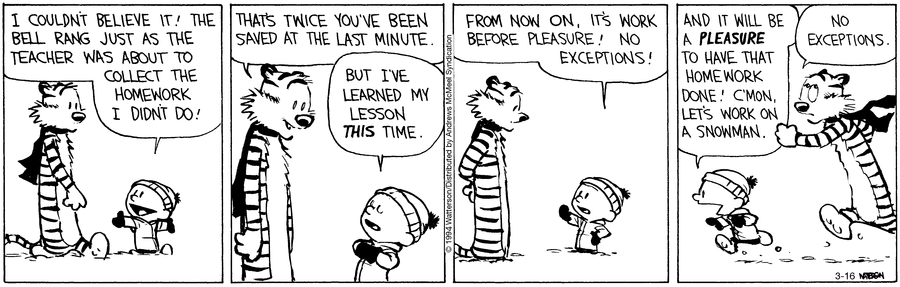 I COULDN'T BELIEVE IT! THE
BELL RANG JUST AS THE
TEACHER WAS ABOUT TO
COLLECT THE
HOMEWORK
I DIDN'T DO!
THAT'S TWICE YOU'VE BEEN
SAVED AT THE LAST MINUTE.
BUT I'VE
LEARNED MY
LESSON
THIS TIME.
© 1994 Watterson/Distributed by Andrews McMeel Syndication
FROM NOW ON, IT'S WORK
BEFORE PLEASURE! NO
EXCEPTIONS!
AND IT WILL BE
A PLEASURE
TO HAVE THAT
HOMEWORK
DONE! C'MON,
LET'S WORK ON
A SNOWMAN.
NO
EXCEPTIONS.
3-16 WATTERSON